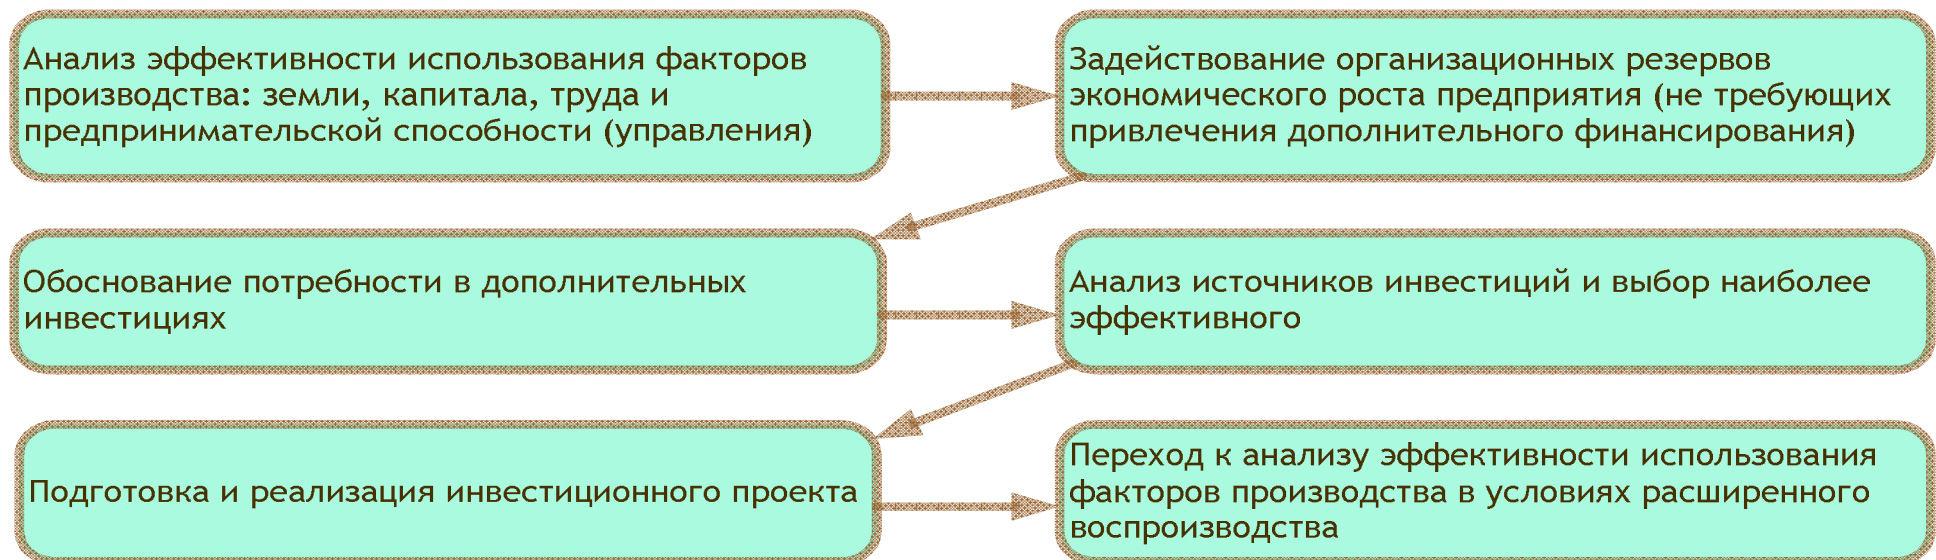 Анализ эффективности использования факторов
производства: земли, капитала, труда и
предпринимательской способности (управления)
Задействование организационных резервов
экономического роста предприятия (не требующих
привлечения дополнительного финансирования)
Обоснование потребности в дополнительных
инвестициях
Анализ источников инвестиций и выбор наиболее
эффективного
Подготовка и реализация инвестиционного проекта
Переход к анализу эффективности использования
факторов производства в условиях расширенного
воспроизводства